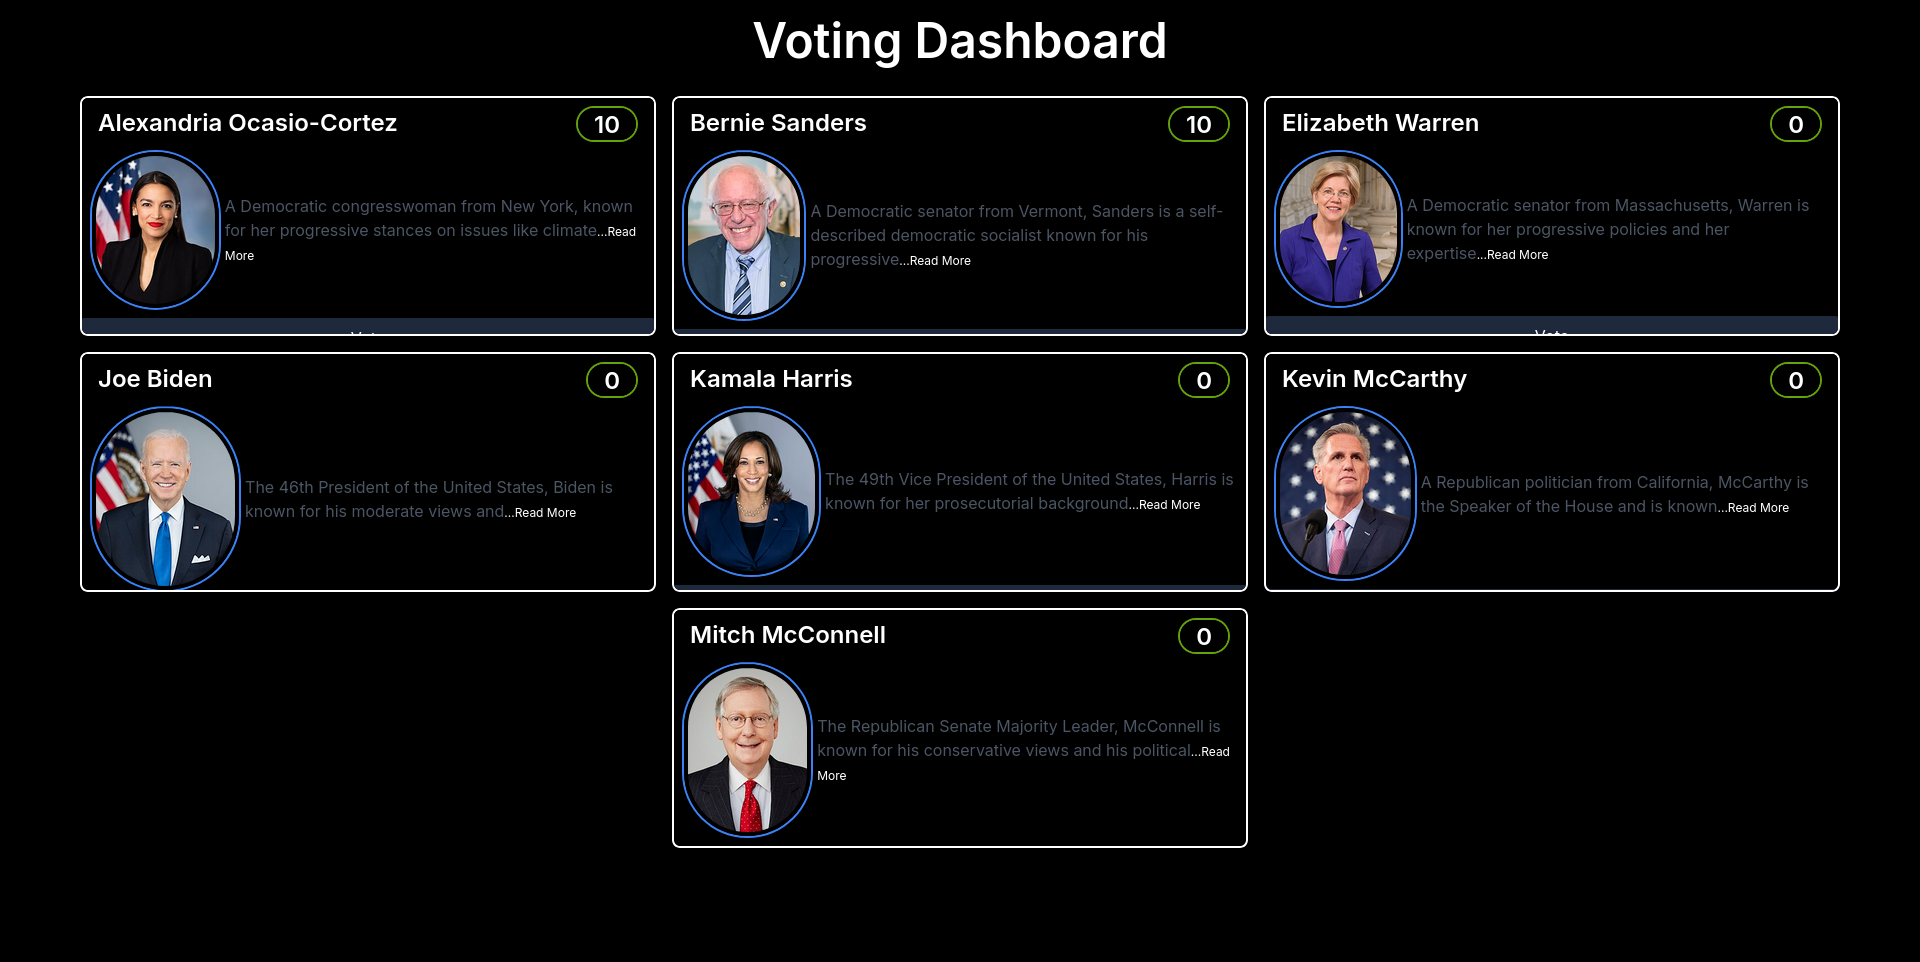 Voting Dashboard
Alexandria Ocasio-Cortez
10
A Democratic congresswoman from New York, known
for her progressive stances on issues like climate...Read
More
Bernie Sanders
10
A Democratic senator from Vermont, Sanders is a self-
described democratic socialist known for his
progressive...Read More
Elizabeth Warren
0
A Democratic senator from Massachusetts, Warren is
known for her progressive policies and her
expertise...Read More
Vote
Joe Biden
0
The 46th President of the United States, Biden is
known for his moderate views and...Read More
Kamala Harris
0
The 49th Vice President of the United States, Harris is
known for her prosecutorial background...Read More
Kevin McCarthy
0
A Republican politician from California, McCarthy is
the Speaker of the House and is known...Read More
Mitch McConnell
0
The Republican Senate Majority Leader, McConnell is
known for his conservative views and his political...Read
More